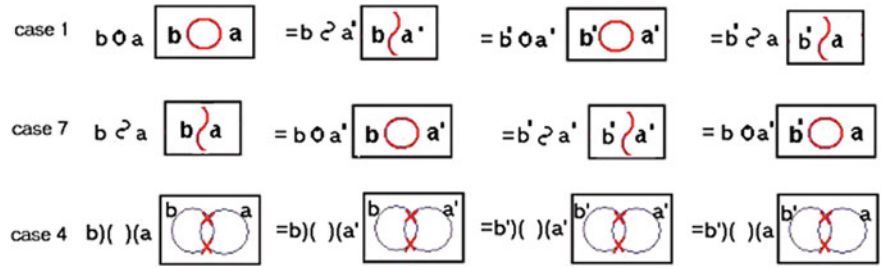 case 1 b O a b O a =b ƨ a' b ƨ a' = b' O a' b' O a' =b' ƨ a b' ƨ a
case 7 b ƨ a b ƨ a = b O a' b O a' =b' ƨ a' b' ƨ a' = b O a' b' O a
case 4 b)( )(a b a =b)( )(a' b a' =b')( )(a' b' a' =b')( )(a b' a